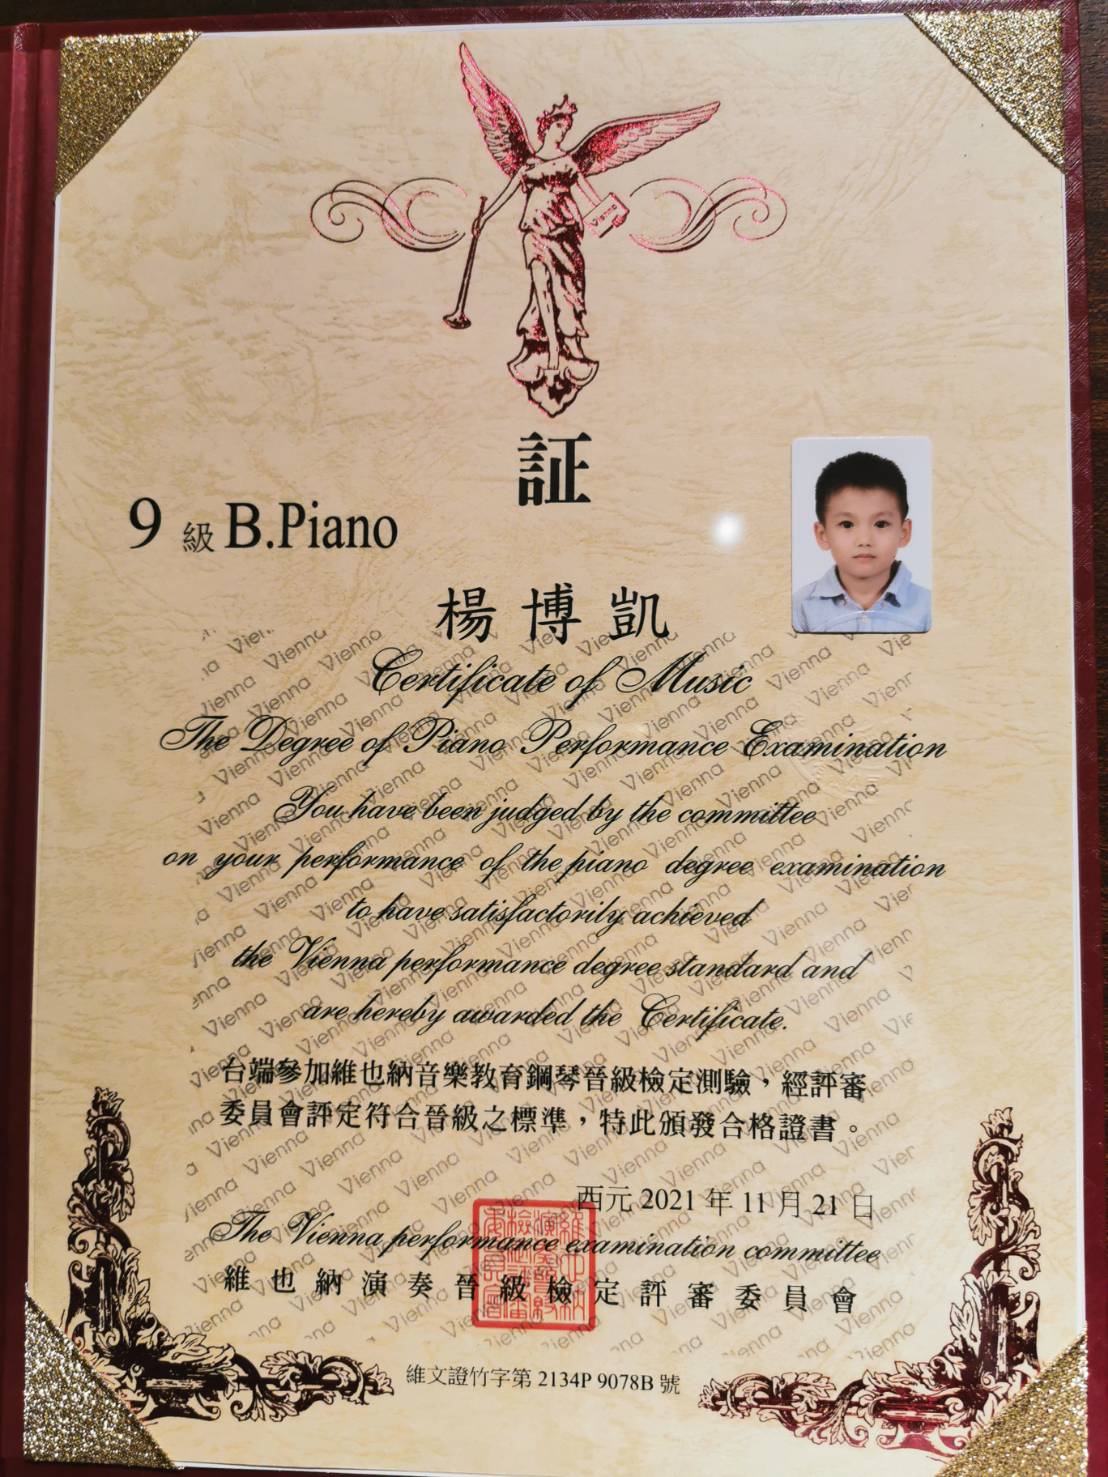 証
9 級 B.Piano
楊博凱
Certificate of Music
The Degree of Piano Performance Examination
You have been judged by the committee
on your performance of the piano degree examination
to have satisfactorily achieved
the Vienna performance degree standard and
are hereby awarded the Certificate.
台端參加維也納音樂教育鋼琴晉級檢定測驗，經評審
委員會評定符合晉級之標準，特此頒發合格證書。
西元 2021 年 11 月 21 日
The Vienna performance examination committee
維也納演奏晉級檢定評審委員會
維文證竹字第 2134P 9078B 號